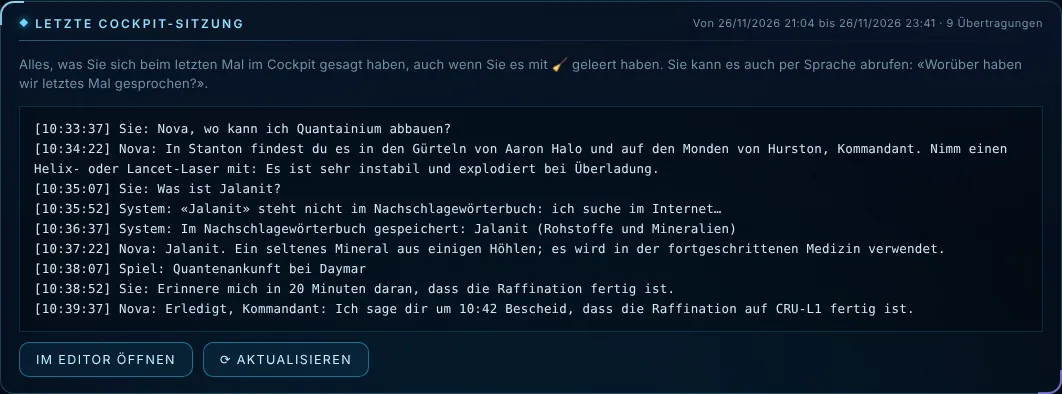 ◆ LETZTE COCKPIT-SITZUNG
Von 26/11/2026 21:04 bis 26/11/2026 23:41 · 9 Übertragungen
Alles, was Sie sich beim letzten Mal im Cockpit gesagt haben, auch wenn Sie es mit 🧹 geleert haben. Sie kann es auch per Sprache abrufen: «Worüber haben
wir letztes Mal gesprochen?».
[10:33:37] Sie: Nova, wo kann ich Quantainium abbauen?
[10:34:22] Nova: In Stanton findest du es in den Gürteln von Aaron Halo und auf den Monden von Hurston, Kommandant. Nimm einen
Helix- oder Lancet-Laser mit: Es ist sehr instabil und explodiert bei Überladung.
[10:35:07] Sie: Was ist Jalanit?
[10:35:52] System: «Jalanit» steht nicht im Nachschlagewörterbuch: ich suche im Internet…
[10:36:37] System: Im Nachschlagewörterbuch gespeichert: Jalanit (Rohstoffe und Mineralien)
[10:37:22] Nova: Jalanit. Ein seltenes Mineral aus einigen Höhlen; es wird in der fortgeschrittenen Medizin verwendet.
[10:38:07] Spiel: Quantenankunft bei Daymar
[10:38:52] Sie: Erinnere mich in 20 Minuten daran, dass die Raffination fertig ist.
[10:39:37] Nova: Erledigt, Kommandant: Ich sage dir um 10:42 Bescheid, dass die Raffination auf CRU-L1 fertig ist.
IM EDITOR ÖFFNEN
⟳ AKTUALISIEREN